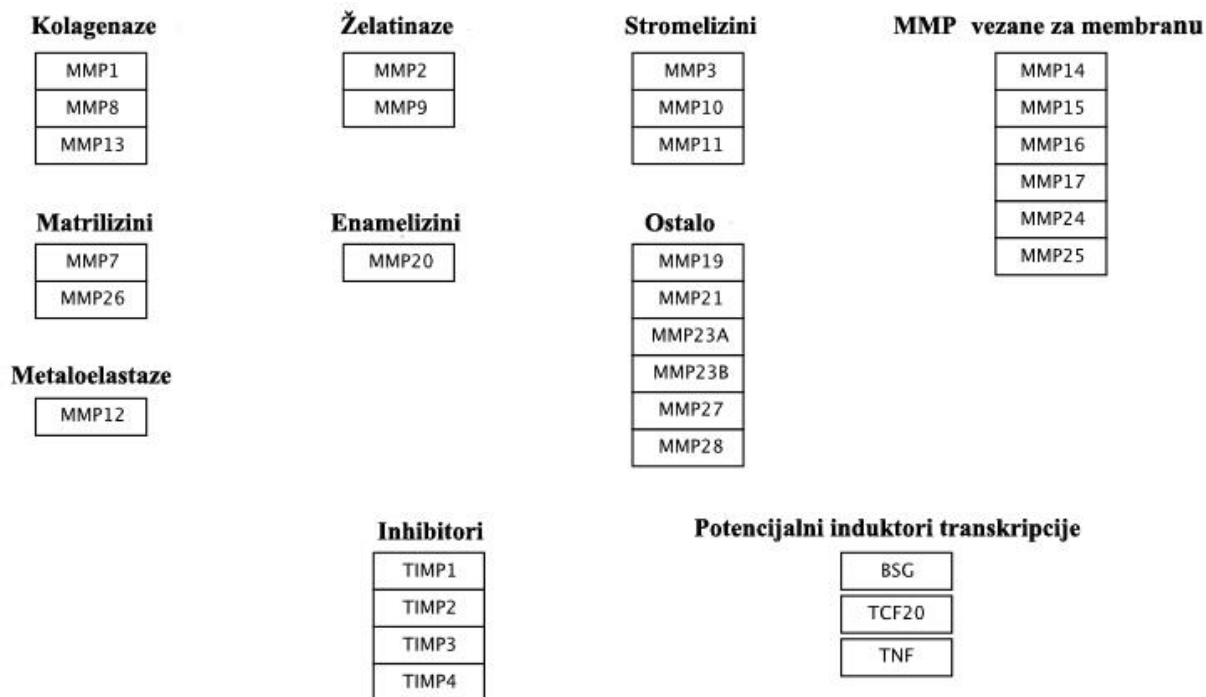 Kolagenaze
MMP1
MMP8
MMP13
Želatinaze
MMP2
MMP9
Stromelizini
MMP3
MMP10
MMP11
MMP vezane za membranu
MMP14
MMP15
MMP16
MMP17
MMP24
MMP25
Matrilizini
MMP7
MMP26
Enamelizini
MMP20
Ostalo
MMP19
MMP21
MMP23A
MMP23B
MMP27
MMP28
Metaloelastaze
MMP12
Inhibitori
TIMP1
TIMP2
TIMP3
TIMP4
Potencijalni induktori transkripcije
BSG
TCF20
TNF